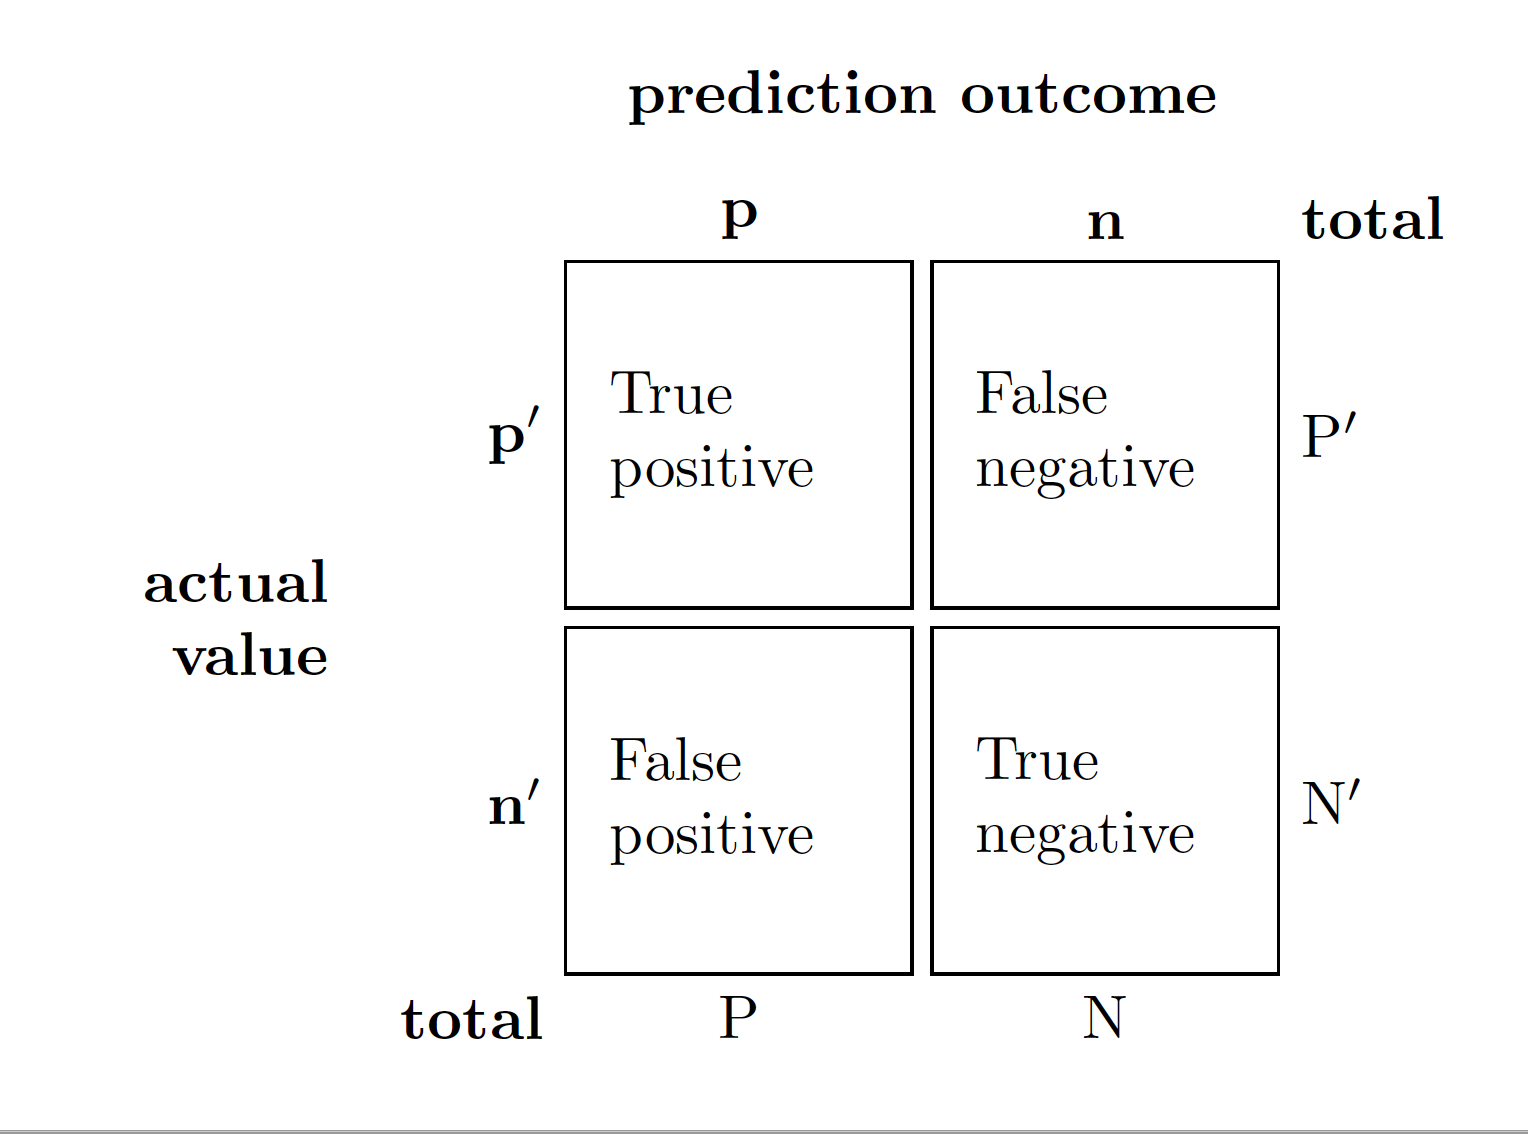 prediction outcome
p n total
p′ True positive False negative P′
actual value
n′ False positive True negative N′
total P N